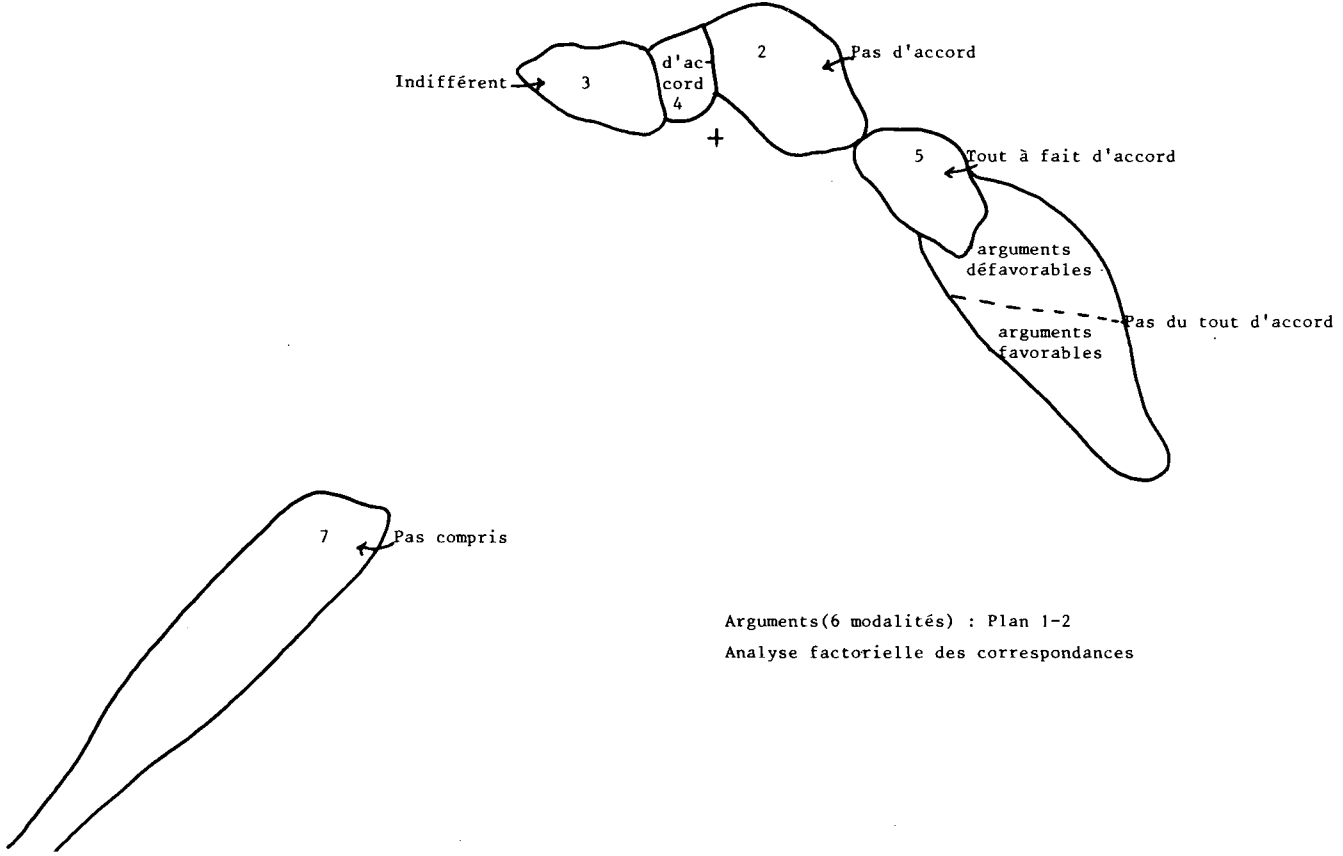 2
Pas d'accord
d'ac-
cord
4
Indifférent
3
+
5
Tout à fait d'accord
arguments
défavorables
Pas du tout d'accord
arguments
favorables
7
Pas compris
Arguments(6 modalités) : Plan 1-2
Analyse factorielle des correspondances